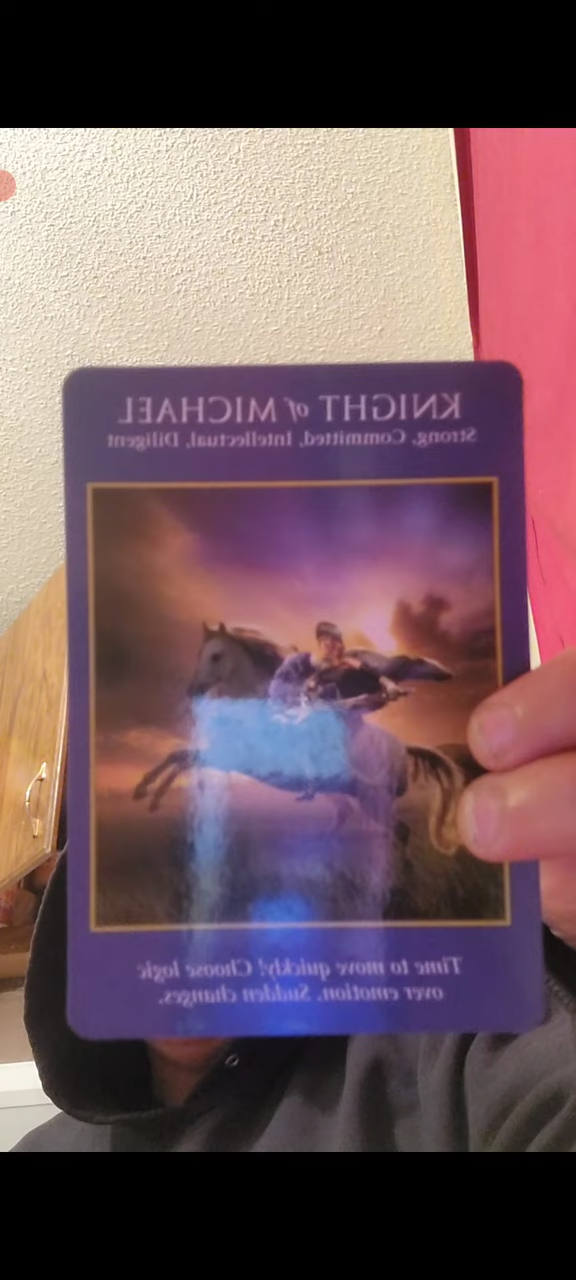 KNIGHT of MICHAEL
Strong, Committed, Intellectual, Diligent
Time to move quickly! Choose logic
over emotion. Sudden changes.